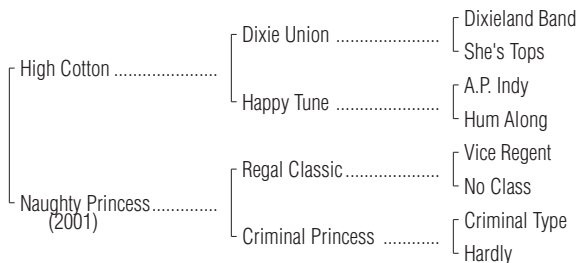 Dixieland Band
Dixie Union ........................
She's Tops
High Cotton ........................
A.P. Indy
Happy Tune ........................
Hum Along
Vice Regent
Regal Classic........................
No Class
Naughty Princess...............
(2001)
Criminal Type
Criminal Princess .............
Hardly